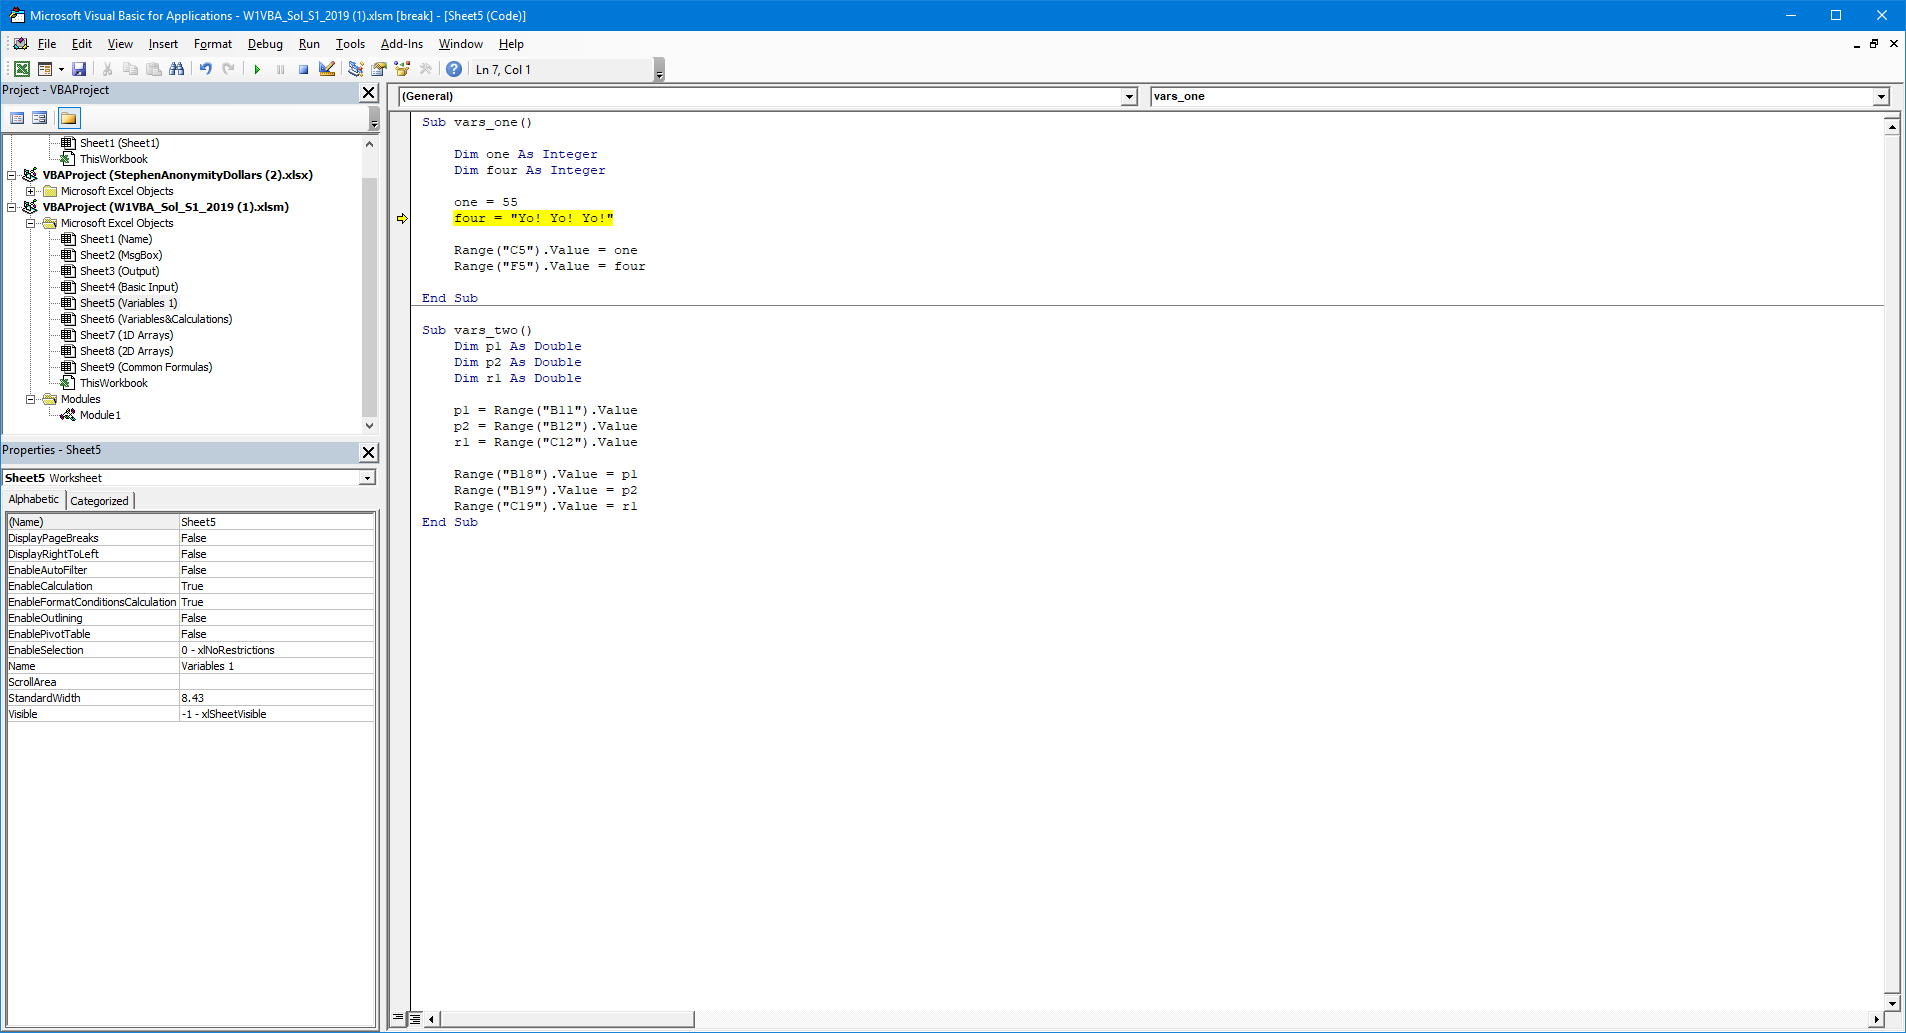 Microsoft Visual Basic for Applications - W1VBA_Sol_S1_2019 (1).xlsm [break] - [Sheet5 (Code)]
File Edit View Insert Format Debug Run Tools Add-Ins Window Help
Ln 7, Col 1
Project - VBAProject
Sheet1 (Sheet1)
ThisWorkbook
VBAProject (StephenAnonymityDollars (2).xlsx)
Microsoft Excel Objects
VBAProject (W1VBA_Sol_S1_2019 (1).xlsm)
Microsoft Excel Objects
Sheet1 (Name)
Sheet2 (MsgBox)
Sheet3 (Output)
Sheet4 (Basic Input)
Sheet5 (Variables 1)
Sheet6 (Variables&Calculations)
Sheet7 (1D Arrays)
Sheet8 (2D Arrays)
Sheet9 (Common Formulas)
ThisWorkbook
Modules
Module1
Properties - Sheet5
Sheet5 Worksheet
Alphabetic Categorized
(Name) Sheet5
DisplayPageBreaks False
DisplayRightToLeft False
EnableAutoFilter False
EnableCalculation True
EnableFormatConditionsCalculation True
EnableOutlining False
EnablePivotTable False
EnableSelection 0 - xlNoRestrictions
Name Variables 1
ScrollArea
StandardWidth 8.43
Visible -1 - xlSheetVisible
(General) vars_one
Sub vars_one()
Dim one As Integer
Dim four As Integer
one = 55
four = "Yo! Yo! Yo!"
Range("C5").Value = one
Range("F5").Value = four
End Sub
Sub vars_two()
Dim p1 As Double
Dim p2 As Double
Dim r1 As Double
p1 = Range("B11").Value
p2 = Range("B12").Value
r1 = Range("C12").Value
Range("B18").Value = p1
Range("B19").Value = p2
Range("C19").Value = r1
End Sub